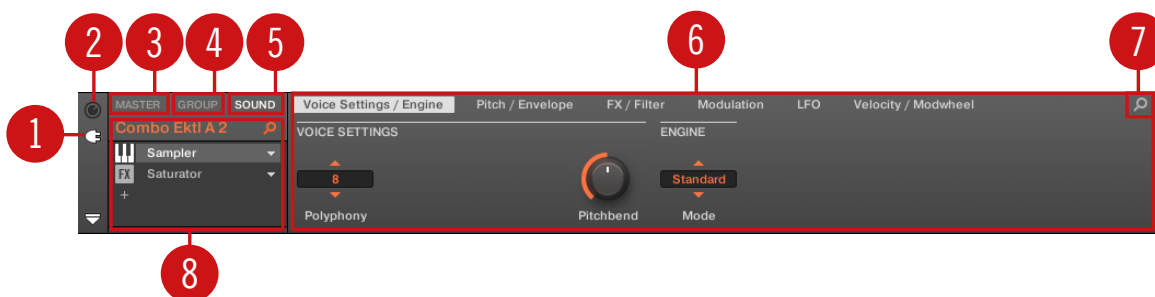 2 3 4 5 6 7
MASTER GROUP SOUND Voice Settings / Engine Pitch / Envelope FX / Filter Modulation LFO Velocity / Modwheel
1 Combo Ektl A 2 VOICE SETTINGS ENGINE
Sampler
FX Saturator 8 Standard
+
Polyphony Pitchbend Mode
8